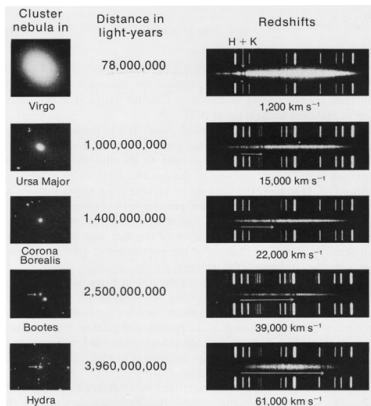 Cluster
nebula in
Distance in
light-years
Redshifts
H + K
78,000,000
Virgo
1,200 km s⁻¹
1,000,000,000
Ursa Major
15,000 km s⁻¹
1,400,000,000
Corona
Borealis
22,000 km s⁻¹
2,500,000,000
Bootes
39,000 km s⁻¹
3,960,000,000
Hydra
61,000 km s⁻¹